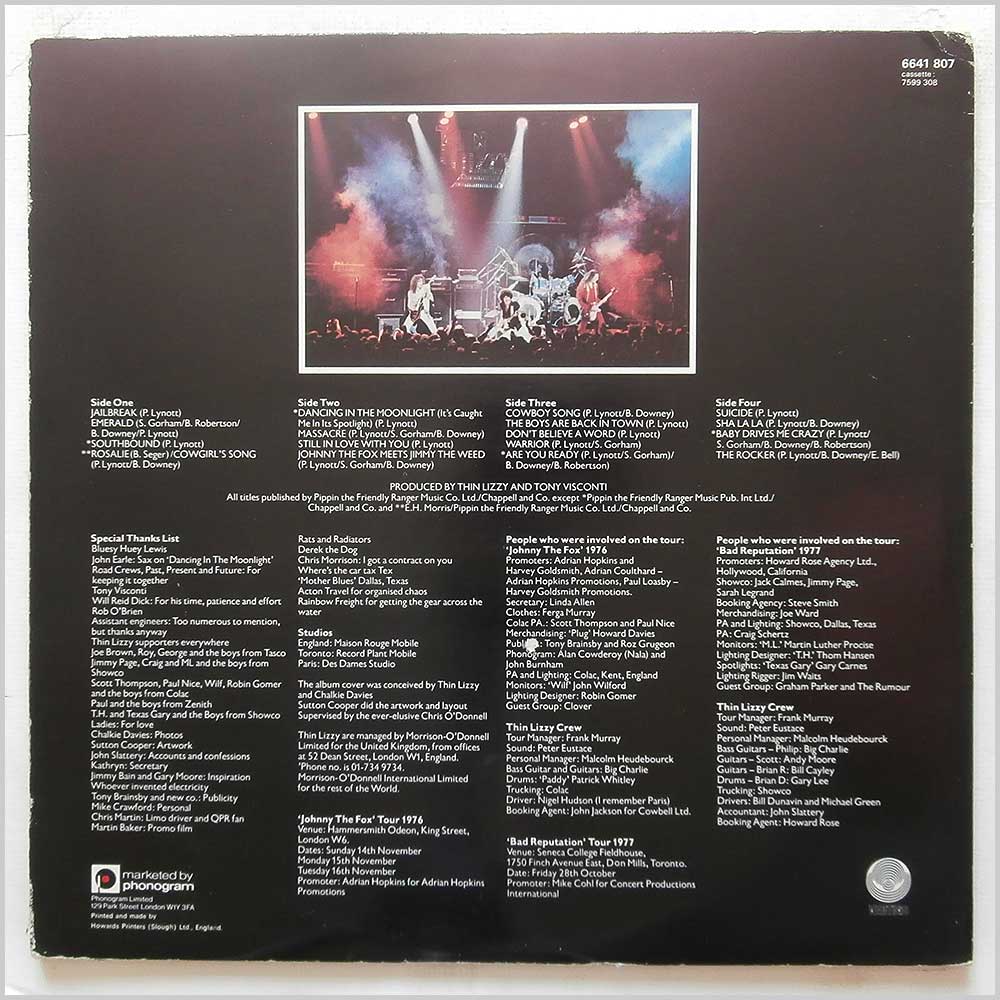 6641 807
cassette :
7599 308
Side One
JAILBREAK (P. Lynott)
EMERALD (S. Gorham/B. Robertson/
B. Downey/P. Lynott)
*SOUTHBOUND (P. Lynott)
**ROSALIE (B. Seger)/COWGIRL'S SONG
(P. Lynott/B. Downey)
Side Two
*DANCING IN THE MOONLIGHT (It's Caught
Me In Its Spotlight) (P. Lynott)
MASSACRE (P. Lynott/S. Gorham/B. Downey)
STILL IN LOVE WITH YOU (P. Lynott)
JOHNNY THE FOX MEETS JIMMY THE WEED
(P. Lynott/S. Gorham/B. Downey)
Side Three
COWBOY SONG (P. Lynott/B. Downey)
THE BOYS ARE BACK IN TOWN (P. Lynott)
DON'T BELIEVE A WORD (P. Lynott)
WARRIOR (P. Lynott/S. Gorham)
*ARE YOU READY (P. Lynott/S. Gorham)/
B. Downey/B. Robertson)
Side Four
SUICIDE (P. Lynott)
SHA LA LA (P. Lynott/B. Downey)
*BABY DRIVES ME CRAZY (P. Lynott/
S. Gorham/B. Downey/B. Robertson)
THE ROCKER (P. Lynott/B. Downey/E. Bell)
PRODUCED BY THIN LIZZY AND TONY VISCONTI
All titles published by Pippin the Friendly Ranger Music Co. Ltd./Chappell and Co. except *Pippin the Friendly Ranger Music Pub. Int Ltd./
Chappell and Co. and **E.H. Morris/Pippin the Friendly Ranger Music Co. Ltd./Chappell and Co.
Special Thanks List
Bluesy Huey Lewis
John Earle: Sax on 'Dancing In The Moonlight'
Road Crews, Past, Present and Future: For
keeping it together
Tony Visconti
Will Reid Dick: For his time, patience and effort
Rob O'Brien
Assistant engineers: Too numerous to mention,
but thanks anyway
Thin Lizzy supporters everywhere
Joe Brown, Roy, George and the boys from Tasco
Jimmy Page, Craig and ML and the boys from
Showco
Scott Thompson, Paul Nice, Wilf, Robin Gomer
and the boys from Colac
Paul and the boys from Zenith
T.H. and Texas Gary and the Boys from Showco
Ladies: For love
Chalkie Davies: Photos
Sutton Cooper: Artwork
John Slattery: Accounts and confessions
Kathryn: Secretary
Jimmy Bain and Gary Moore: Inspiration
Whoever invented electricity
Tony Brainsby and new co.: Publicity
Mike Crawford: Personal
Chris Martin: Limo driver and QPR fan
Martin Baker: Promo film
Rats and Radiators
Derek the Dog
Chris Morrison: I got a contract on you
Where's the car tax Tex
'Mother Blues' Dallas, Texas
Acton Travel for organised chaos
Rainbow Freight for getting the gear across the
water
Studios
England: Maison Rouge Mobile
Toronto: Record Plant Mobile
Paris: Des Dames Studio
The album cover was conceived by Thin Lizzy
and Chalkie Davies
Sutton Cooper did the artwork and layout
Supervised by the ever-elusive Chris O'Donnell
Thin Lizzy are managed by Morrison-O'Donnell
Limited for the United Kingdom, from offices
at 52 Dean Street, London W1, England.
'Phone no. is 01-734 9734.
Morrison-O'Donnell International Limited
for the rest of the World.
'Johnny The Fox' Tour 1976
Venue: Hammersmith Odeon, King Street,
London W6.
Dates: Sunday 14th November
Monday 15th November
Tuesday 16th November
Promoter: Adrian Hopkins for Adrian Hopkins
Promotions
People who were involved on the tour:
'Johnny The Fox' 1976
Promoters: Adrian Hopkins and
Harvey Goldsmith, Adrian Coulthard –
Adrian Hopkins Promotions, Paul Loasby –
Harvey Goldsmith Promotions.
Secretary: Linda Allen
Clothes: Ferga Murray
Colac PA.: Scott Thompson and Paul Nice
Merchandising: 'Plug' Howard Davies
Tony Brainsby and Roz Grugeon
Phonogram: Alan Cowderoy (Nala) and
John Burnham
PA and Lighting: Colac, Kent, England
Monitors: 'Wilf' John Wilford
Lighting Designer: Robin Gomer
Guest Group: Clover
Thin Lizzy Crew
Tour Manager: Frank Murray
Sound: Peter Eustace
Personal Manager: Malcolm Heudebourck
Bass Guitar and Guitars: Big Charlie
Drums: 'Paddy' Patrick Whitley
Trucking: Colac
Driver: Nigel Hudson (I remember Paris)
Booking Agent: John Jackson for Cowbell Ltd.
'Bad Reputation' Tour 1977
Venue: Seneca College Fieldhouse,
1750 Finch Avenue East, Don Mills, Toronto.
Date: Friday 28th October
Promoter: Mike Cohl for Concert Productions
International
People who were involved on the tour:
'Bad Reputation' 1977
Promoters: Howard Rose Agency Ltd.,
Hollywood, California
Showco: Jack Calmes, Jimmy Page,
Sarah Legrand
Booking Agency: Steve Smith
Merchandising: Joe Ward
PA and Lighting: Showco, Dallas, Texas
PA: Craig Schertz
Monitors: 'M.L.' Martin Luther Procise
Lighting Designer: 'T.H.' Thom Hansen
Spotlights: 'Texas Gary' Gary Carnes
Lighting Rigger: Jim Waits
Guest Group: Graham Parker and The Rumour
Thin Lizzy Crew
Tour Manager: Frank Murray
Sound: Peter Eustace
Personal Manager: Malcolm Heudebourck
Bass Guitars – Philip: Big Charlie
Guitars – Scott: Andy Moore
Guitars – Brian R: Bill Cayley
Drums – Brian D: Gary Lee
Trucking: Showco
Drivers: Bill Dunavin and Michael Green
Accountant: John Slattery
Booking Agent: Howard Rose
marketed by
phonogram
Phonogram Limited
129 Park Street London W1Y 3FA
Printed and made by
Howards Printers (Slough) Ltd., England.